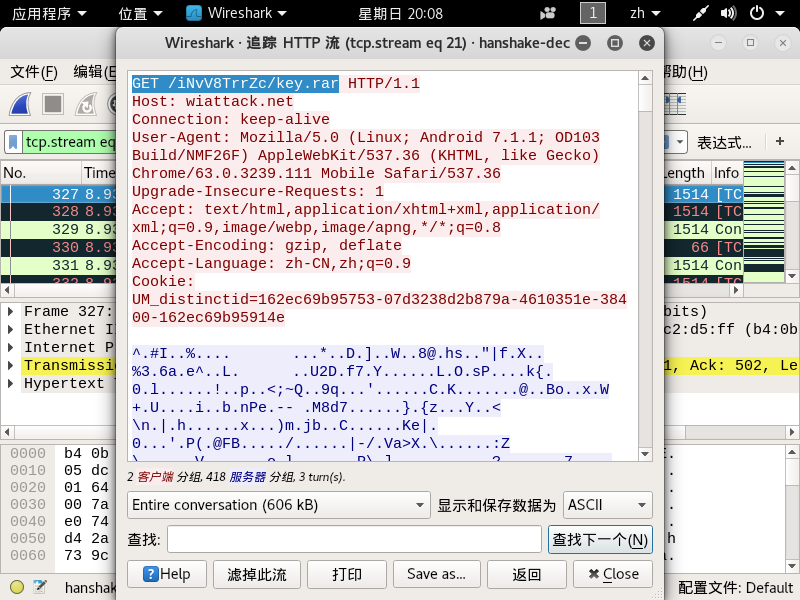 应用程序 位置 Wireshark 星期日 20:08 1 zh
Wireshark · 追踪 HTTP 流 (tcp.stream eq 21) · hanshake-dec
文件(F) 编辑(E 帮助(H)
tcp.stream eq 表达式… +
No. Time Length Info
327 8.93 1514 [TC
328 8.93 1514 [TC
329 8.93 1514 Con
330 8.93 66 [TC
331 8.93 1514 Con
332 8.93 1514 [TC
GET /iNvV8TrrZc/key.rar HTTP/1.1
Host: wiattack.net
Connection: keep-alive
User-Agent: Mozilla/5.0 (Linux; Android 7.1.1; OD103
Build/NMF26F) AppleWebKit/537.36 (KHTML, like Gecko)
Chrome/63.0.3239.111 Mobile Safari/537.36
Upgrade-Insecure-Requests: 1
Accept: text/html,application/xhtml+xml,application/
xml;q=0.9,image/webp,image/apng,*/*;q=0.8
Accept-Encoding: gzip, deflate
Accept-Language: zh-CN,zh;q=0.9
Cookie:
UM_distinctid=162ec69b95753-07d3238d2b879a-4610351e-384
00-162ec69b95914e
^.#I..%.... ...*..D.]..W..8@.hs.."|f.X..
%3.6a.e^..L. ..U2D.f7.Y......L.O.sP....k{.
0.l......!..p..<;~Q..9q...'......C.K.......@..Bo..x.W
+.U....i..b.nPe.-- .M8d7......}.{z...Y..<
\n.|.h......x...)m.jb..C......Ke|.
0...'.P(.@FB...../......|-/.Va>X.\......:Z
Frame 327: bits)
Ethernet I c2:d5:ff (b4:0b
Internet P
Transmissi 1, Ack: 502, Le
Hypertext
0000 b4 0b
0010 05 dc
0020 01 64
0030 00 7a
0040 e0 74
0050 d4 2a
0060 73 9c
2 客户端 分组, 418 服务器 分组, 3 turn(s).
Entire conversation (606 kB) 显示和保存数据为 ASCII
查找: 查找下一个(N)
Help 滤掉此流 打印 Save as… 返回 Close
hanshak 配置文件: Default